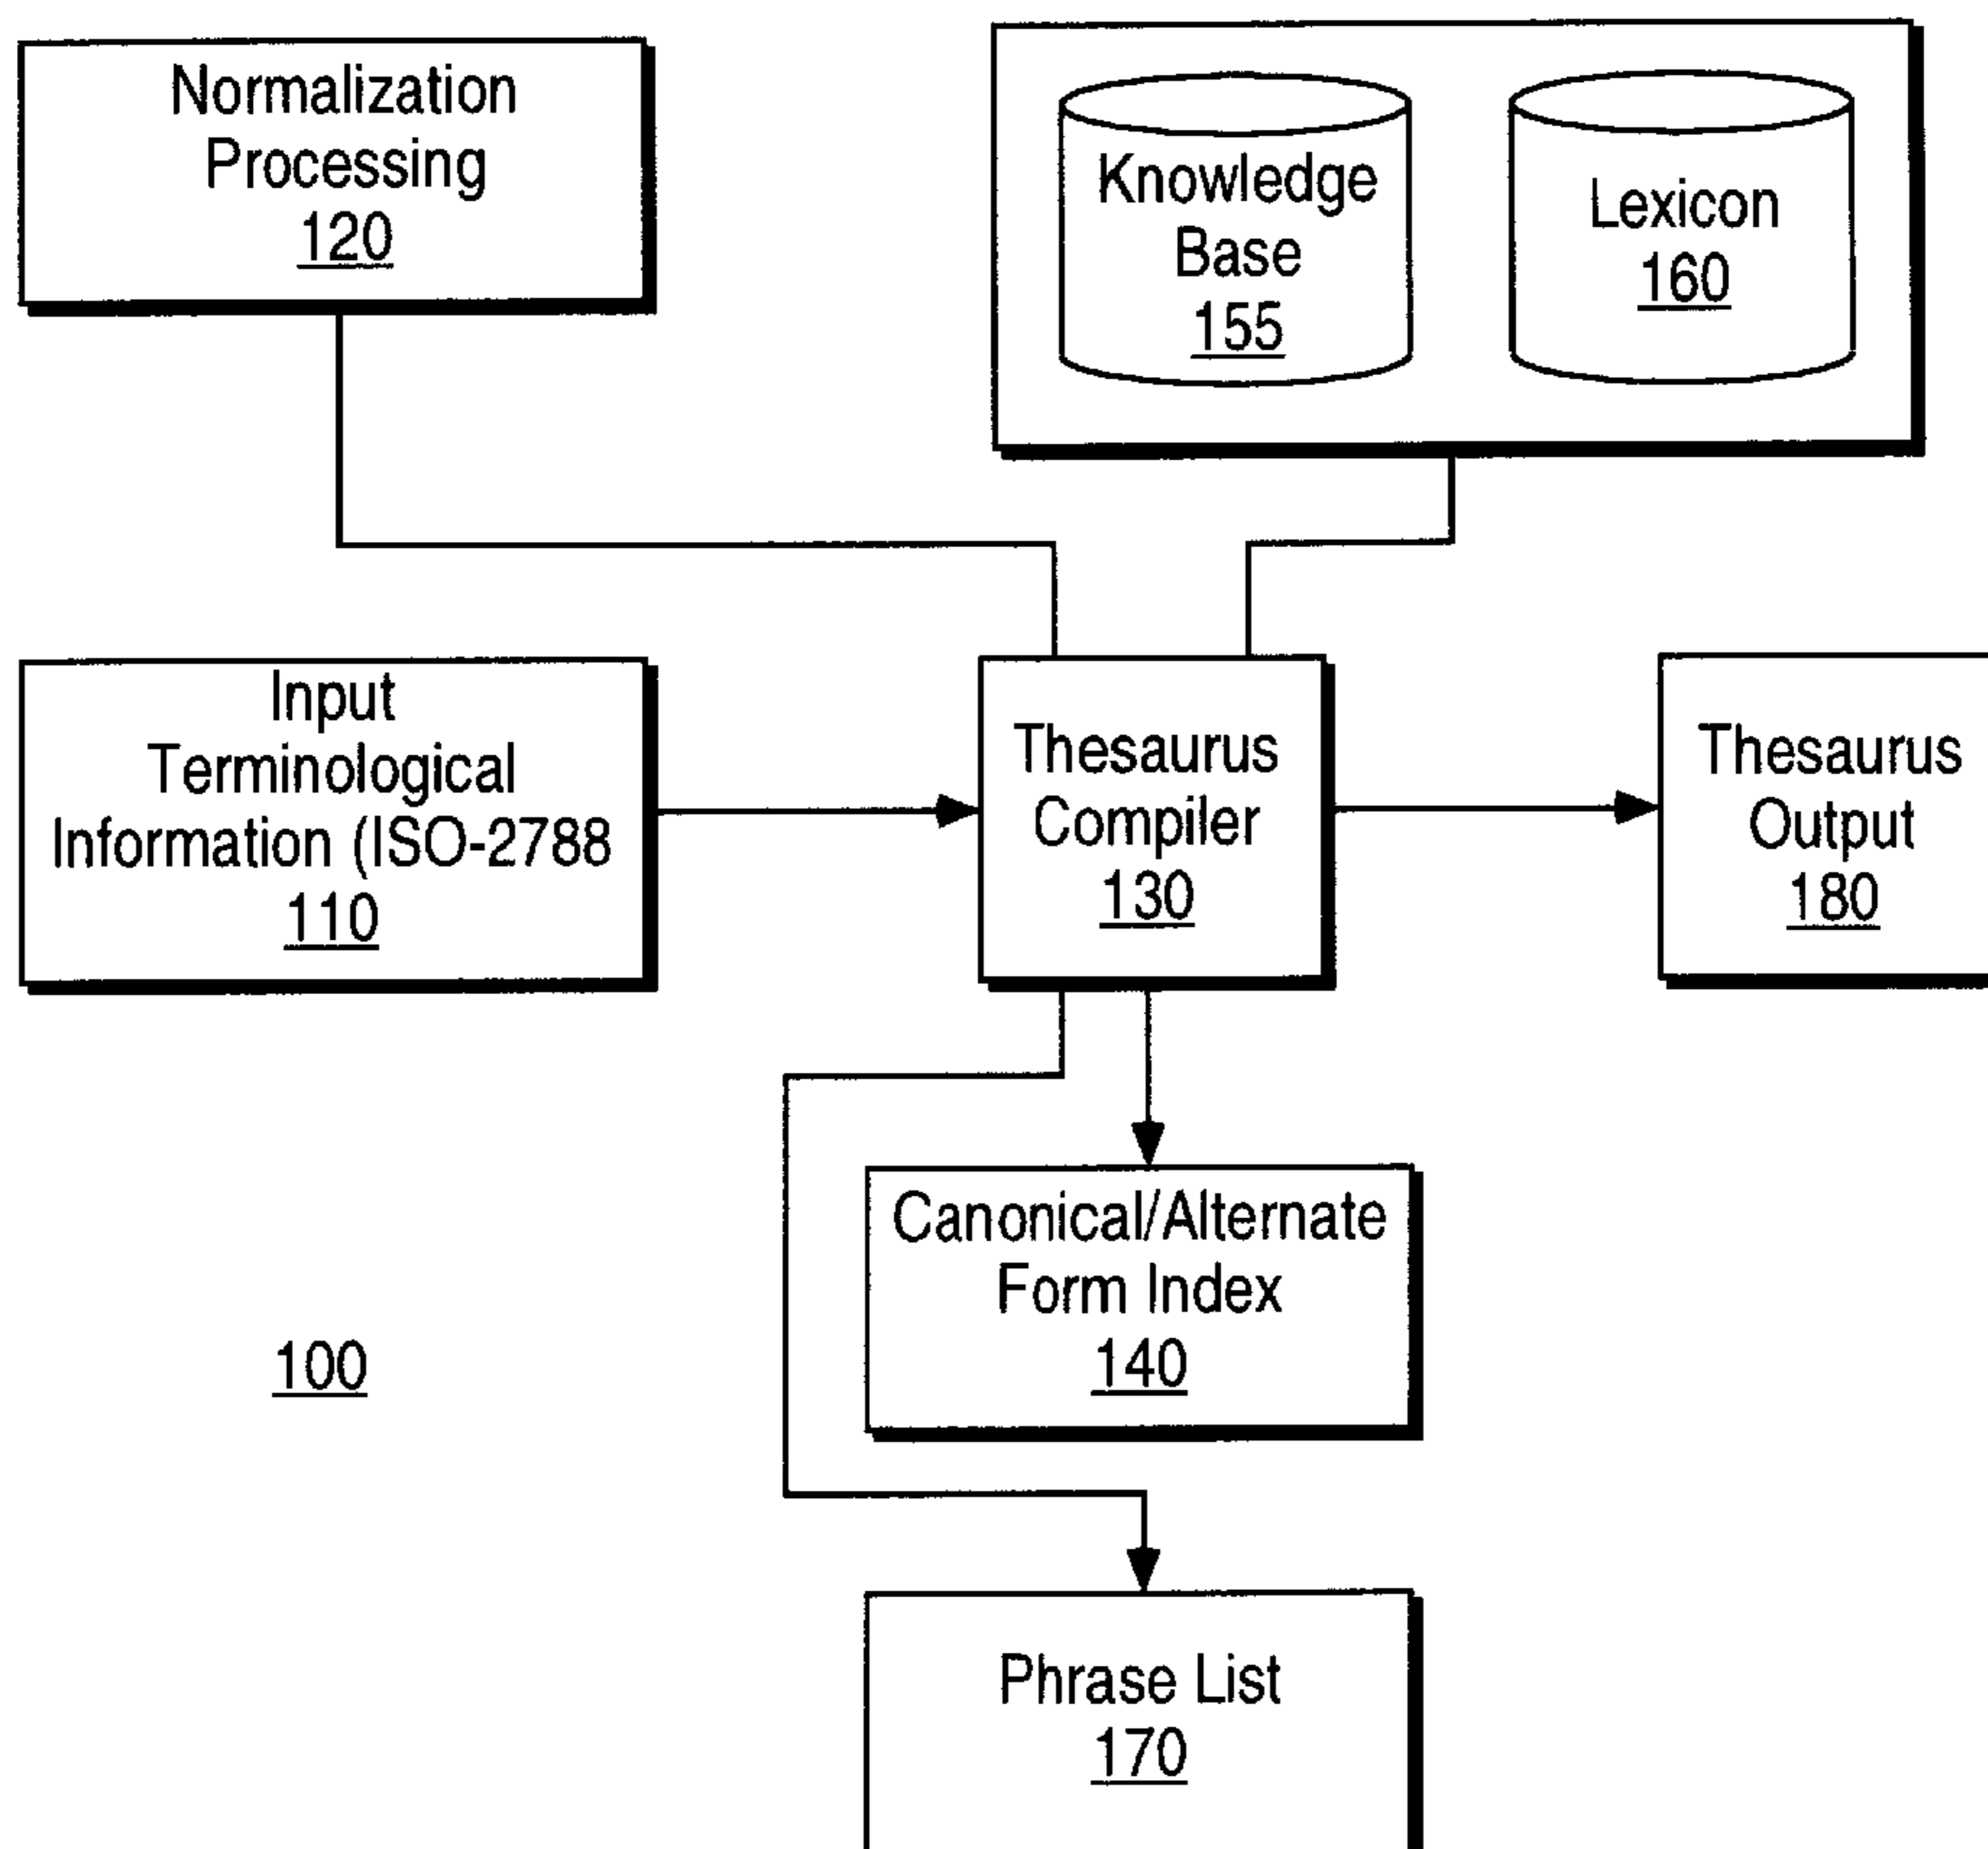 Normalization
Processing
120
Knowledge
Base
155
Lexicon
160
Input
Terminological
Information (ISO-2788
110
Thesaurus
Compiler
130
Thesaurus
Output
180
Canonical/Alternate
Form Index
140
100
Phrase List
170